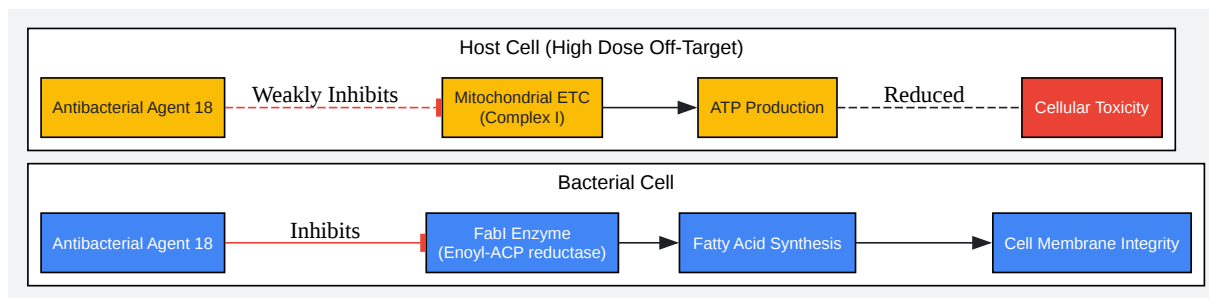 Host Cell (High Dose Off-Target)
Antibacterial Agent 18
Weakly Inhibits
Mitochondrial ETC
(Complex I)
ATP Production
Reduced
Cellular Toxicity
Bacterial Cell
Antibacterial Agent 18
Inhibits
FabI Enzyme
(Enoyl-ACP reductase)
Fatty Acid Synthesis
Cell Membrane Integrity